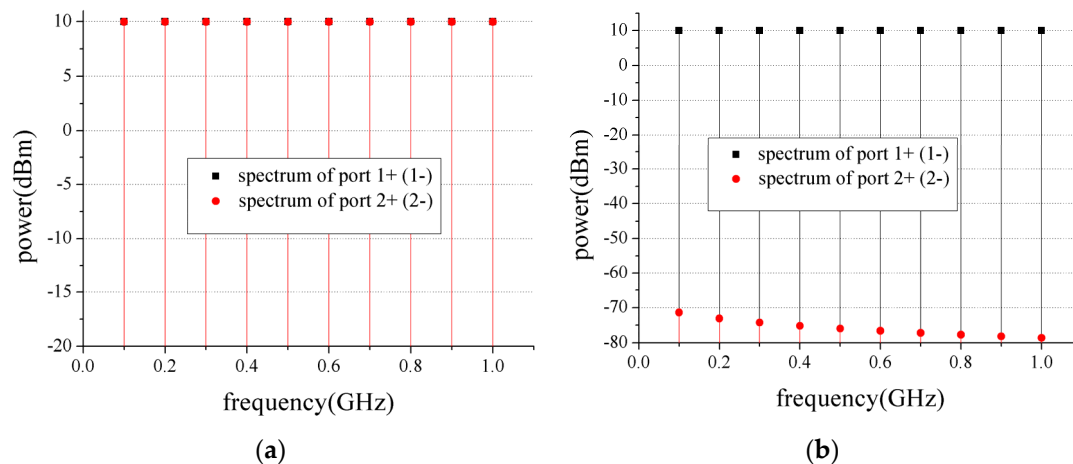 10
5
0
-5
-10
-15
-20
power(dBm)
spectrum of port 1+ (1-)
spectrum of port 2+ (2-)
0.0 0.2 0.4 0.6 0.8 1.0
frequency(GHz)
(a)
10
0
-10
-20
-30
-40
-50
-60
-70
-80
power(dBm)
spectrum of port 1+ (1-)
spectrum of port 2+ (2-)
0.0 0.2 0.4 0.6 0.8 1.0
frequency(GHz)
(b)